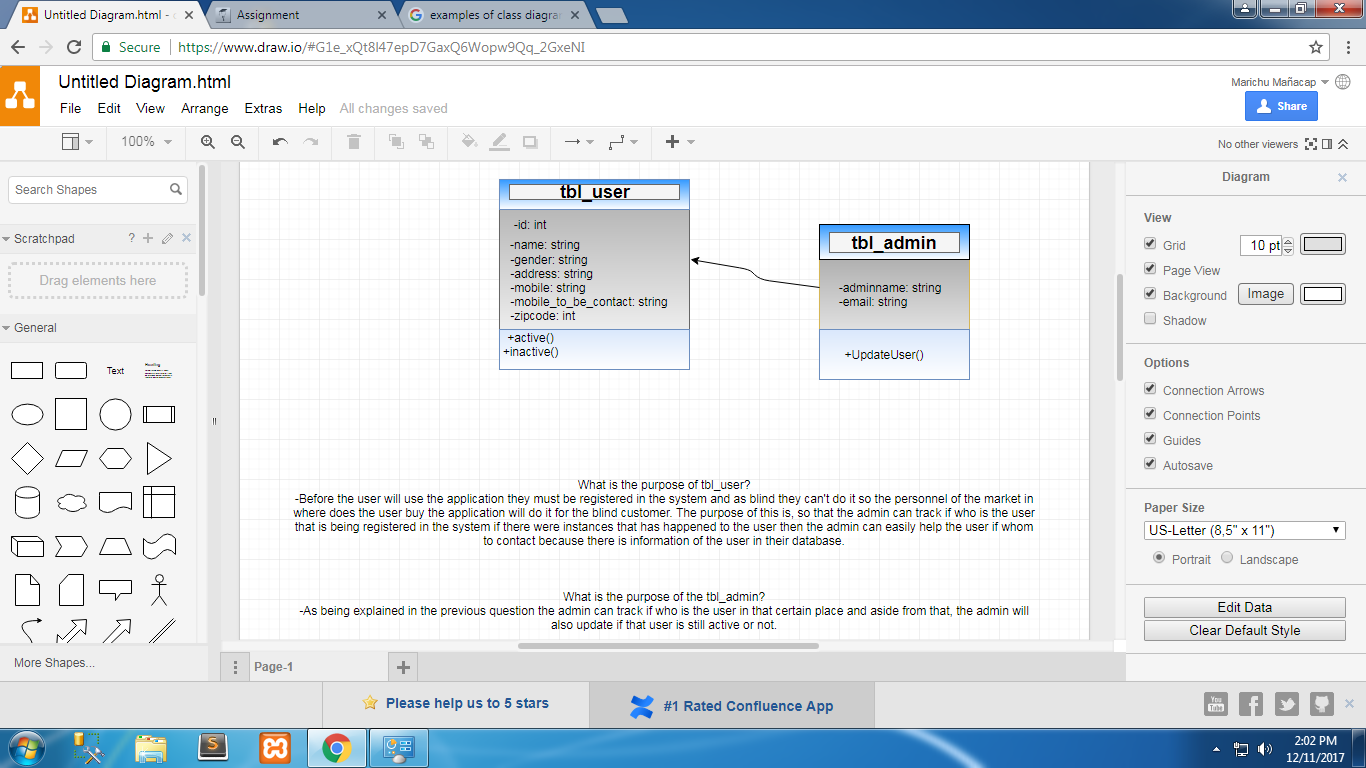 Untitled Diagram.html - d
Assignment
examples of class diagram
Secure
https://www.draw.io/#G1e_xQt8l47epD7GaxQ6Wopw9Qq_2GxeNI
Untitled Diagram.html
Marichu Mañacap
File Edit View Arrange Extras Help All changes saved
Share
100%
No other viewers
Search Shapes
Scratchpad
?
Drag elements here
General
Text
Heading
More Shapes...
tbl_user
-id: int
-name: string
-gender: string
-address: string
-mobile: string
-mobile_to_be_contact: string
-zipcode: int
+active()
+inactive()
tbl_admin
-adminname: string
-email: string
+UpdateUser()
What is the purpose of tbl_user?
-Before the user will use the application they must be registered in the system and as blind they can't do it so the personnel of the market in
where does the user buy the application will do it for the blind customer. The purpose of this is, so that the admin can track if who is the user
that is being registered in the system if there were instances that has happened to the user then the admin can easily help the user if whom
to contact because there is information of the user in their database.
What is the purpose of the tbl_admin?
-As being explained in the previous question the admin can track if who is the user in that certain place and aside from that, the admin will
also update if that user is still active or not.
Diagram
View
Grid 10 pt
Page View
Background Image
Shadow
Options
Connection Arrows
Connection Points
Guides
Autosave
Paper Size
US-Letter (8,5" x 11")
Portrait Landscape
Edit Data
Clear Default Style
Page-1
Please help us to 5 stars
#1 Rated Confluence App
You
Tube
2:02 PM
12/11/2017